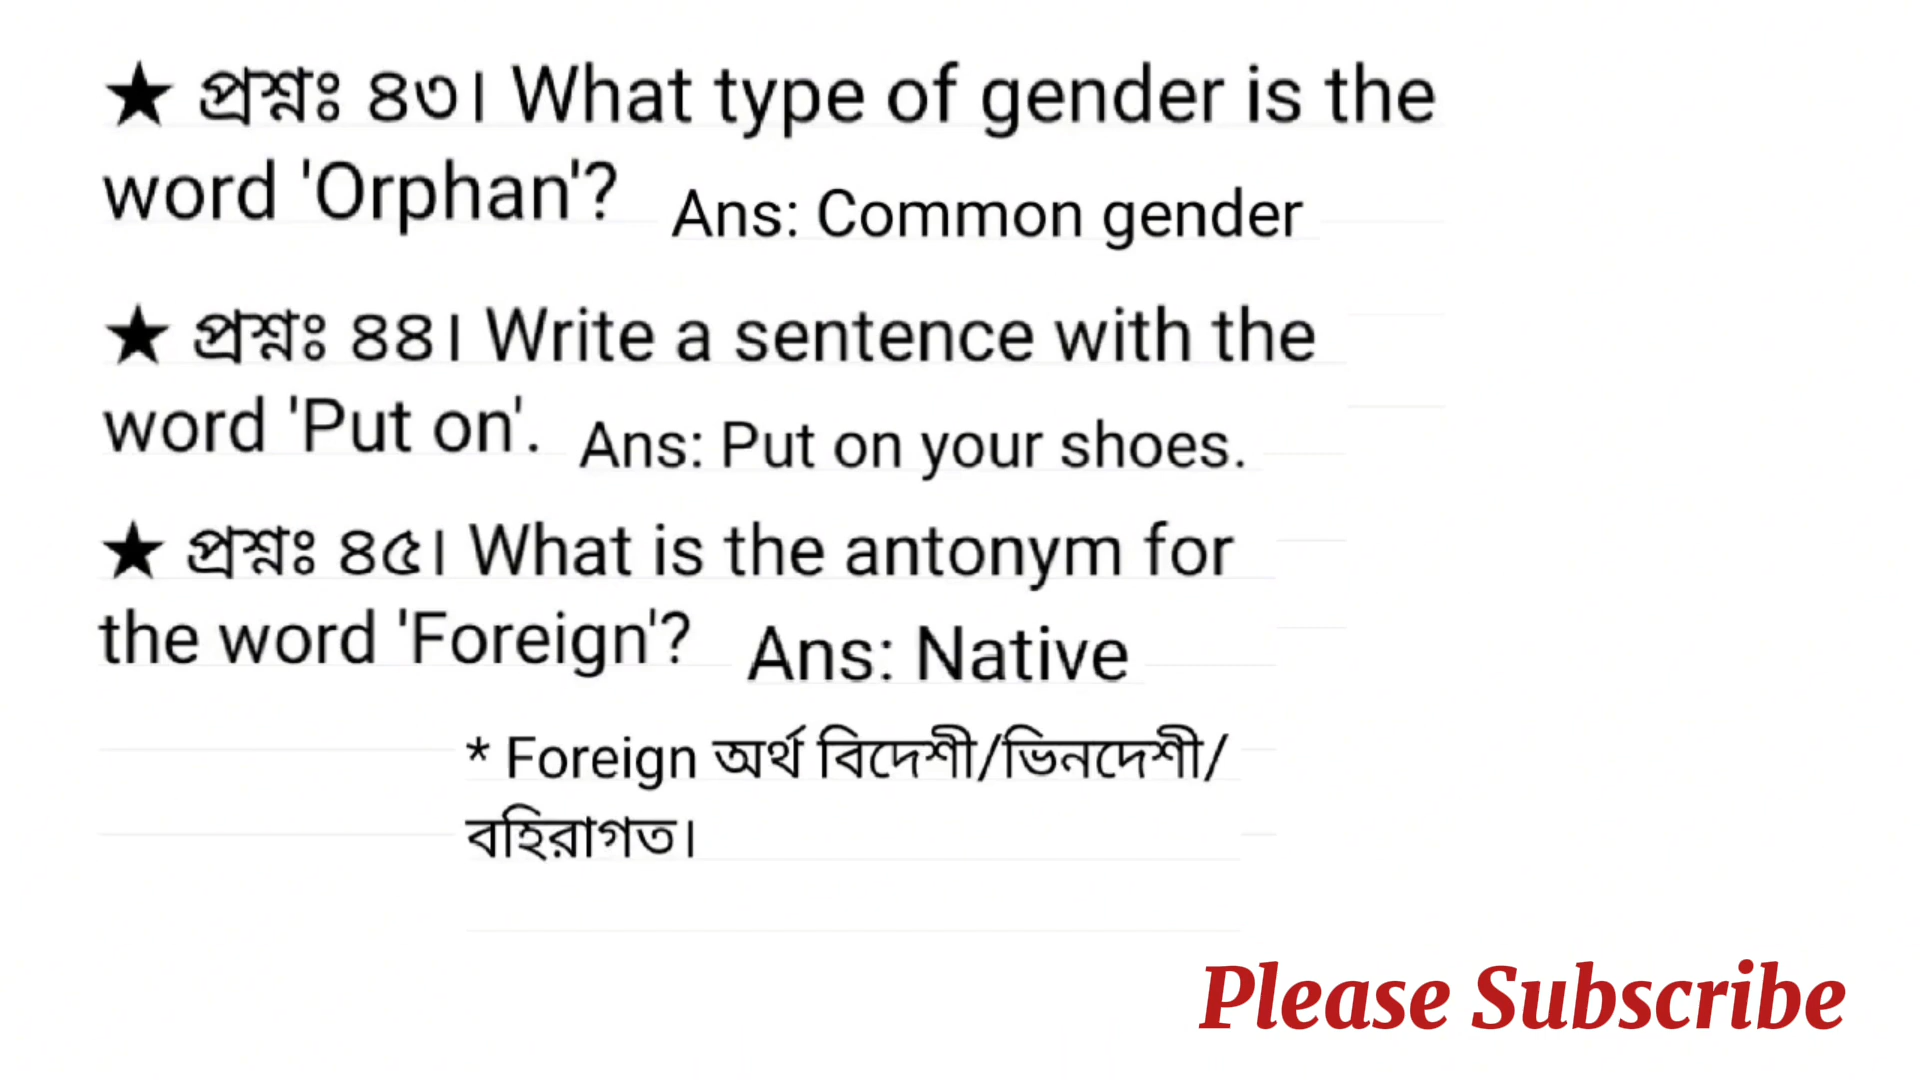 ★ প্রশ্নঃ ৪৩। What type of gender is the
word 'Orphan'? Ans: Common gender
★ প্রশ্নঃ ৪৪। Write a sentence with the
word 'Put on'. Ans: Put on your shoes.
★ প্রশ্নঃ ৪৫। What is the antonym for
the word 'Foreign'? Ans: Native
* Foreign অর্থ বিদেশী/ভিনদেশী/
বহিরাগত।
Please Subscribe